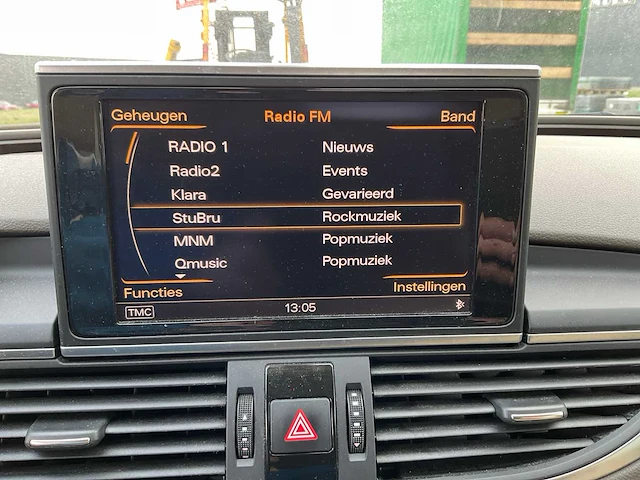 Geheugen Radio FM Band
RADIO 1 Nieuws
Radio2 Events
Klara Gevarieerd
StuBru Rockmuziek
MNM Popmuziek
Qmusic Popmuziek
Functies Instellingen
TMC 13:05